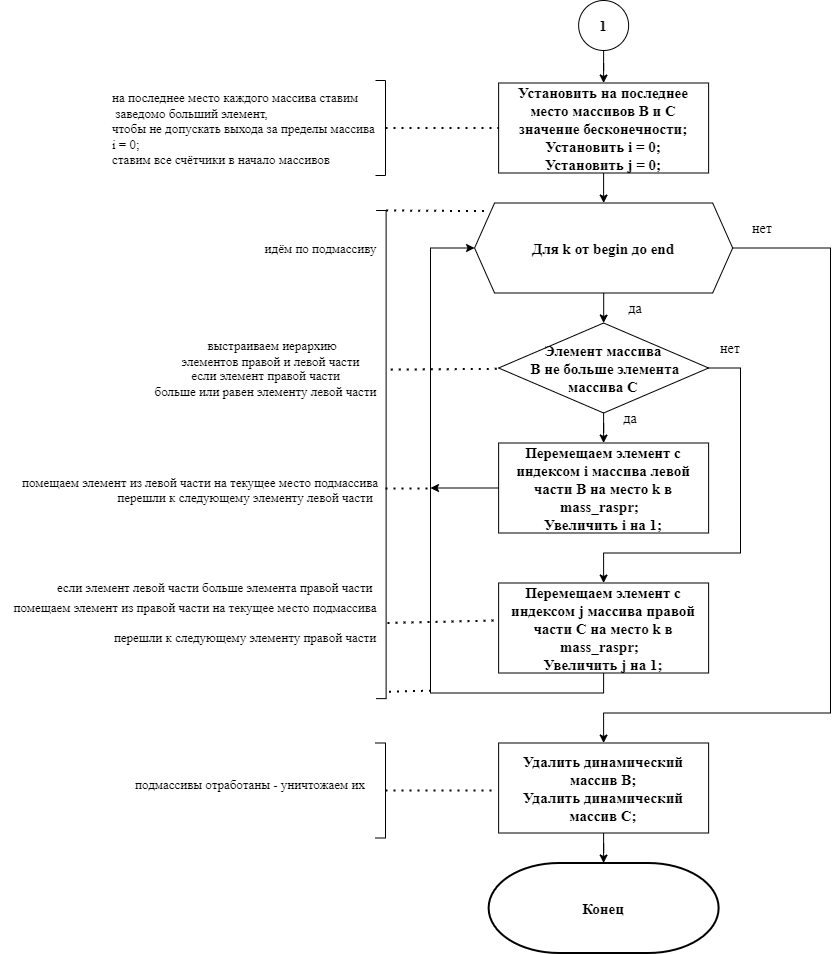 1
на последнее место каждого массива ставим
заведомо больший элемент,
чтобы не допускать выхода за пределы массива
i = 0;
ставим все счётчики в начало массивов
Установить на последнее
место массивов B и C
значение бесконечности;
Установить i = 0;
Установить j = 0;
идём по подмассиву
Для k от begin до end
нет
да
выстраиваем иерархию
элементов правой и левой части
если элемент правой части
больше или равен элементу левой части
Элемент массива
B не больше элемента
массива C
нет
да
помещаем элемент из левой части на текущее место подмассива
перешли к следующему элементу левой части
Перемещаем элемент с
индексом i массива левой
части B на место k в
mass_raspr;
Увеличить i на 1;
если элемент левой части больше элемента правой части
помещаем элемент из правой части на текущее место подмассива
перешли к следующему элементу правой части
Перемещаем элемент с
индексом j массива правой
части C на место k в
mass_raspr;
Увеличить j на 1;
подмассивы отработаны - уничтожаем их
Удалить динамический
массив B;
Удалить динамический
массив C;
Конец